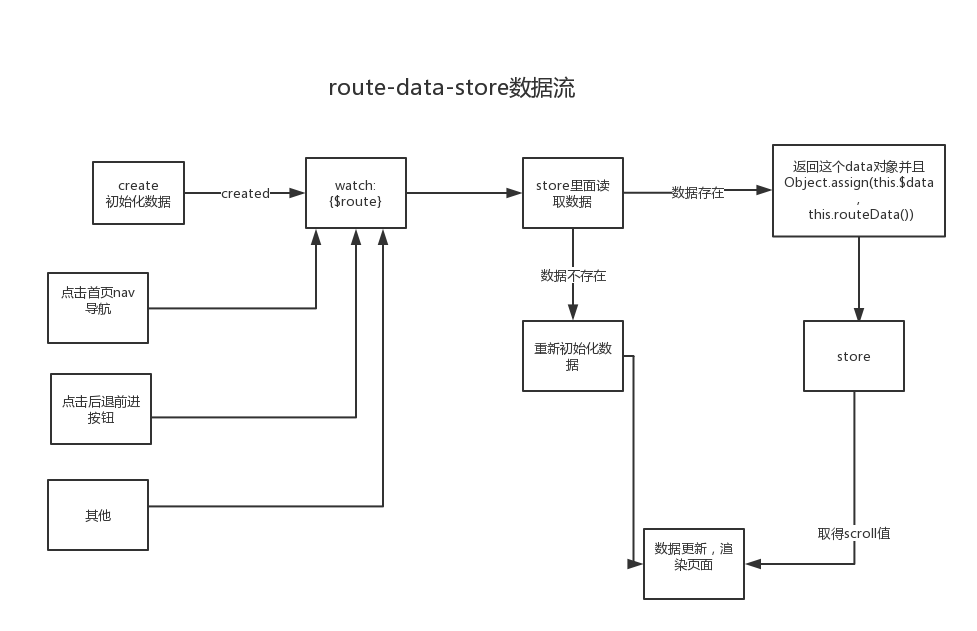 route-data-store数据流
create
初始化数据
created
watch:
{$route}
store里面读
取数据
数据存在
返回这个data对象并且
Object.assign(this.$data
,
this.routeData())
点击首页nav
导航
数据不存在
重新初始化数
据
store
点击后退前进
按钮
其他
取得scroll值
数据更新，渲
染页面